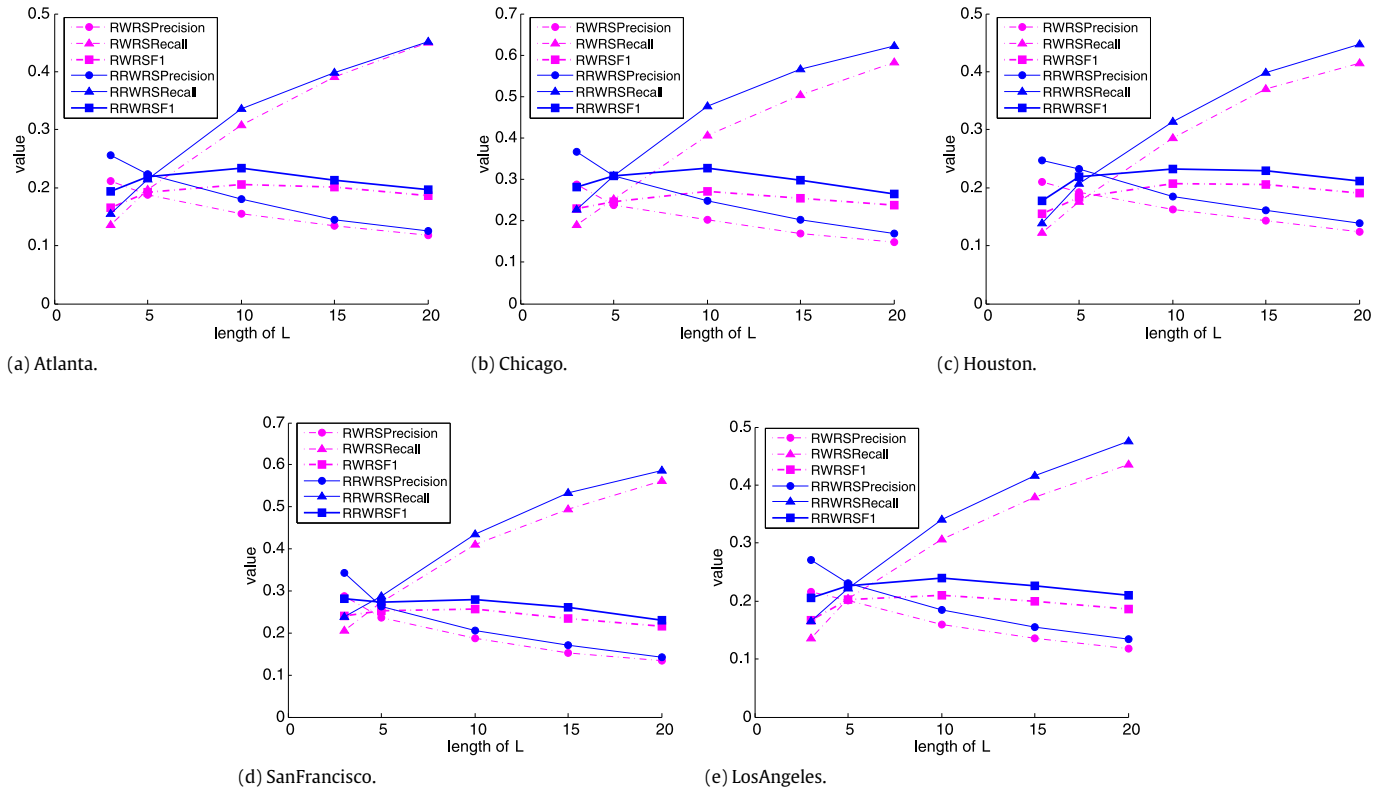 0.5
0.4
0.3
0.2
0.1
0
value
RWRSPrecision
RWRSRecall
RWRSF1
RRWRSPrecision
RRWRSRecall
RRWRSF1
0 5 10 15 20
length of L
(a) Atlanta.
0.7
0.6
0.5
0.4
0.3
0.2
0.1
0
value
RWRSPrecision
RWRSRecall
RWRSF1
RRWRSPrecision
RRWRSRecall
RRWRSF1
0 5 10 15 20
length of L
(b) Chicago.
0.5
0.4
0.3
0.2
0.1
0
value
RWRSPrecision
RWRSRecall
RWRSF1
RRWRSPrecision
RRWRSRecall
RRWRSF1
0 5 10 15 20
length of L
(c) Houston.
0.7
0.6
0.5
0.4
0.3
0.2
0.1
0
value
RWRSPrecision
RWRSRecall
RWRSF1
RRWRSPrecision
RRWRSRecall
RRWRSF1
0 5 10 15 20
length of L
(d) SanFrancisco.
0.5
0.4
0.3
0.2
0.1
0
value
RWRSPrecision
RWRSRecall
RWRSF1
RRWRSPrecision
RRWRSRecall
RRWRSF1
0 5 10 15 20
length of L
(e) LosAngeles.